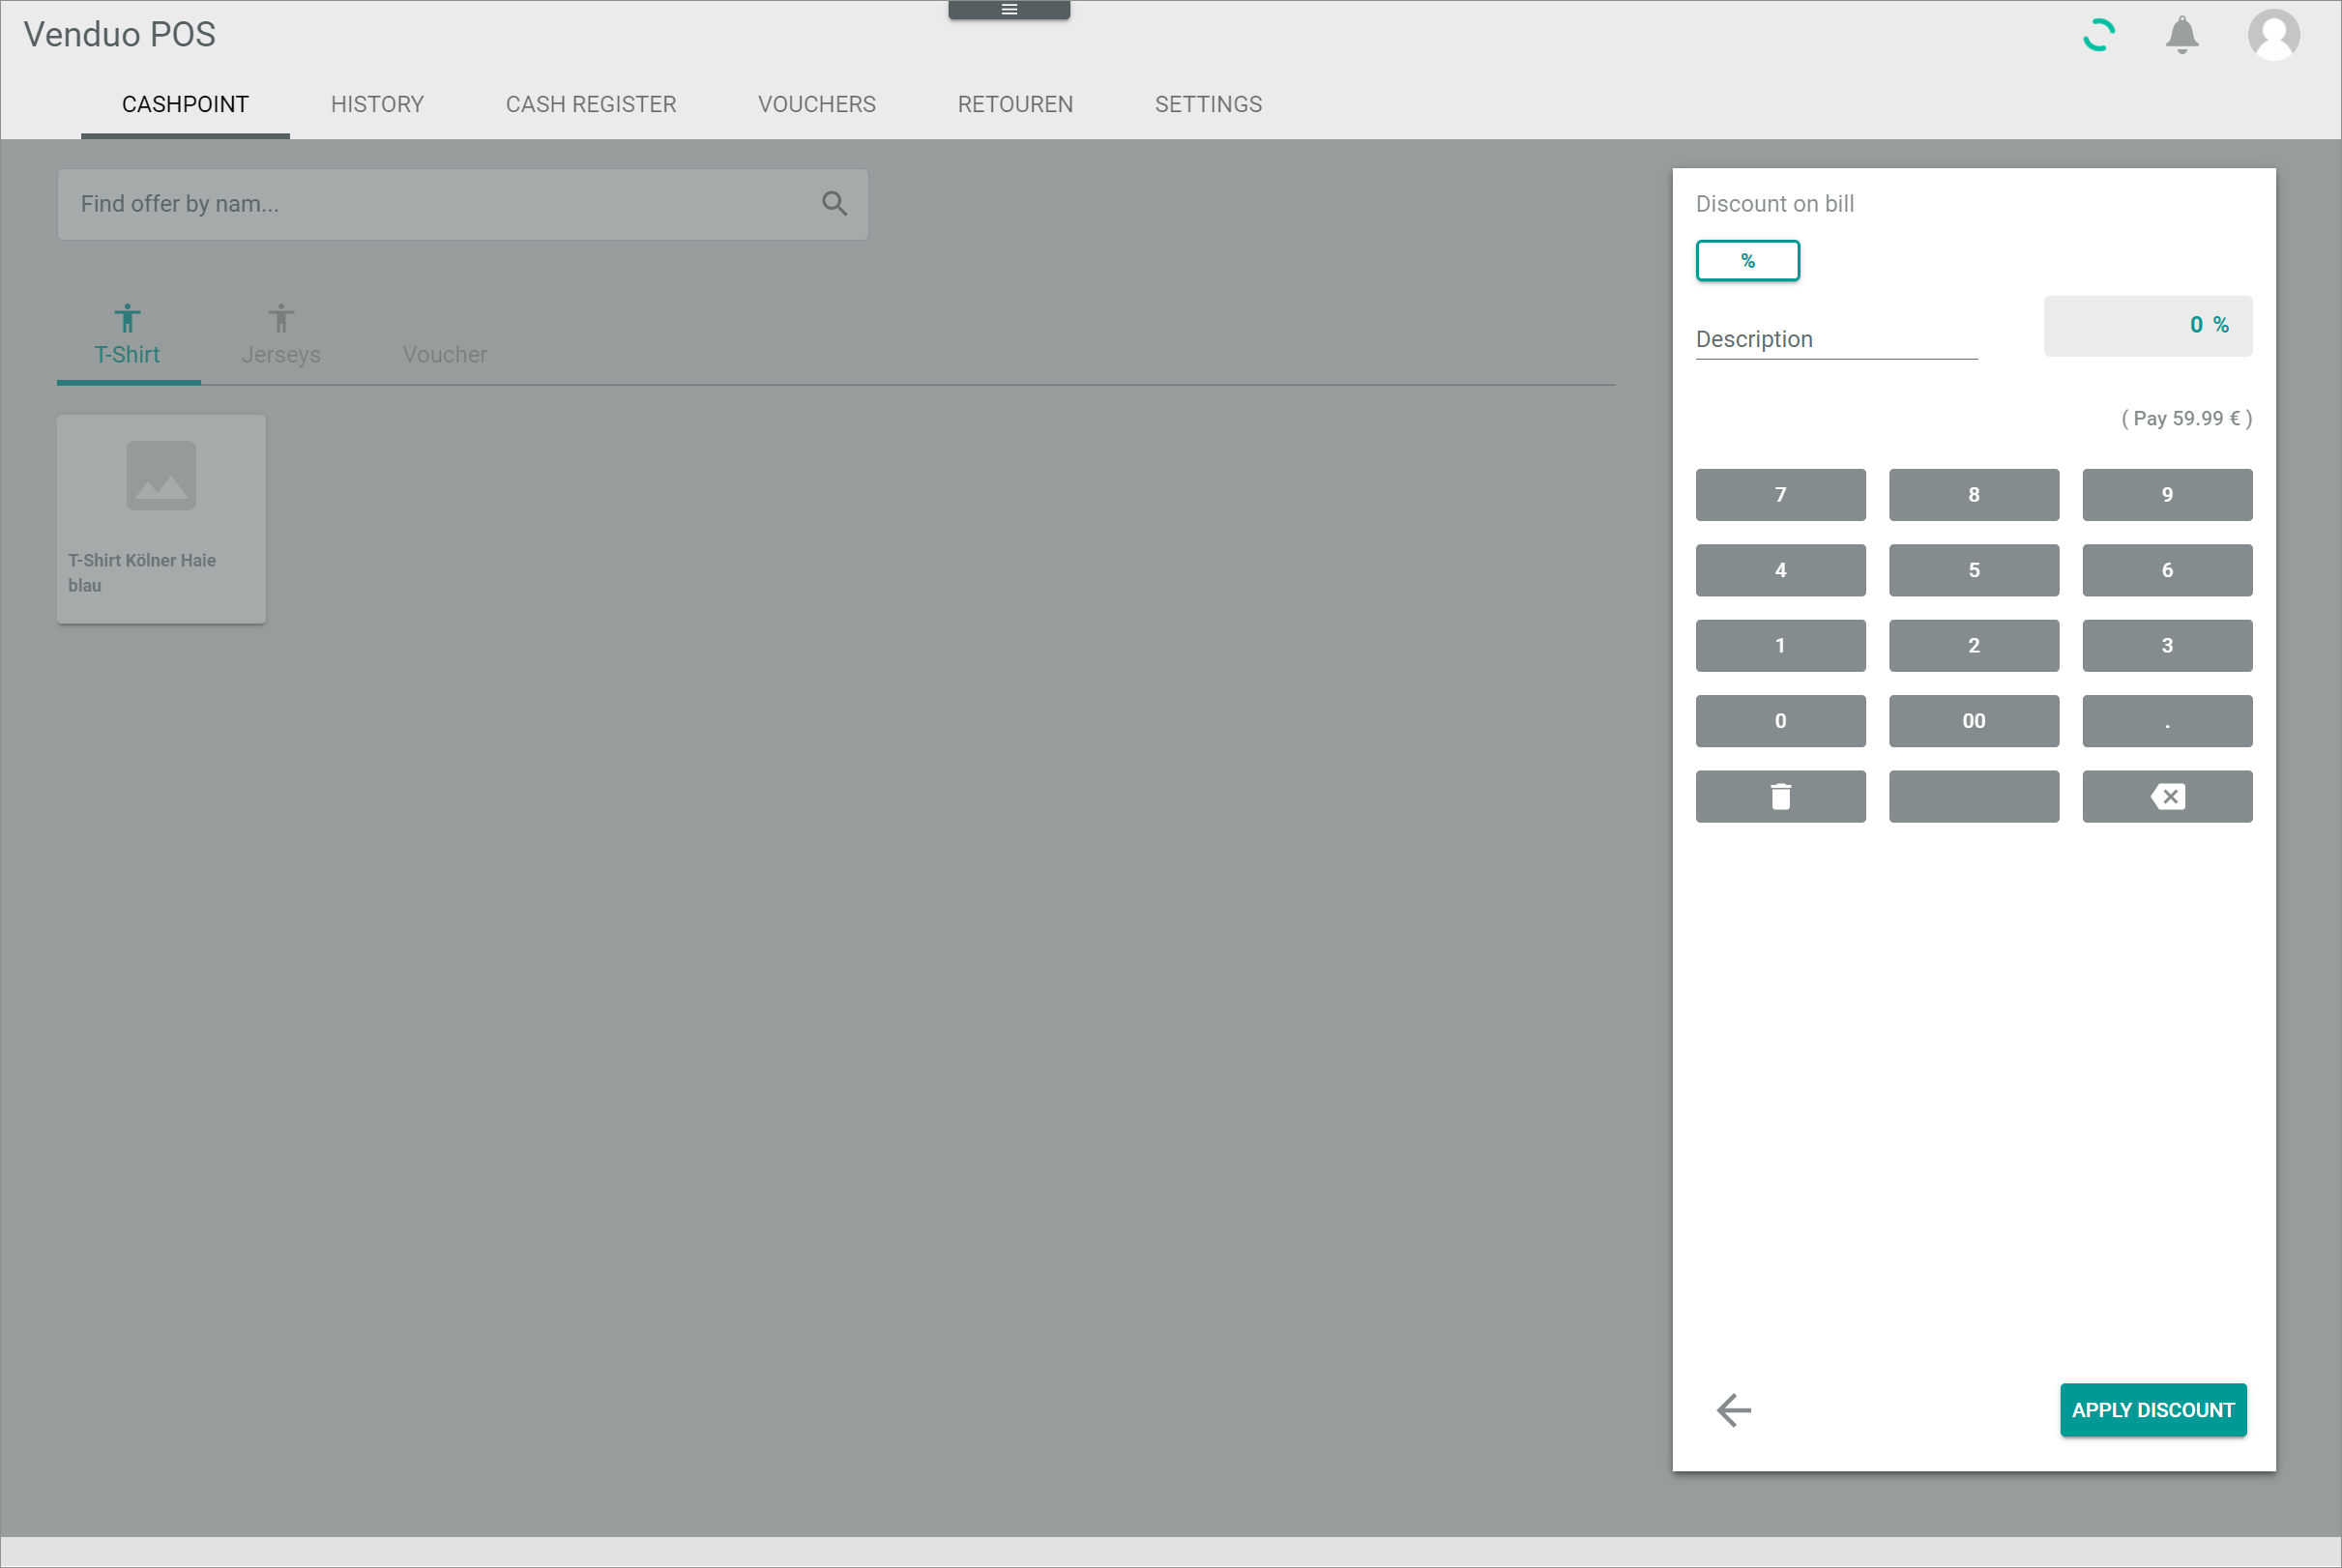 Venduo POS
CASHPOINT HISTORY CASH REGISTER VOUCHERS RETOUREN SETTINGS
Find offer by nam...
T-Shirt Jerseys Voucher
T-Shirt Kölner Haie
blau
Discount on bill
%
Description
0 %
( Pay 59.99 € )
7 8 9
4 5 6
1 2 3
0 00 .
APPLY DISCOUNT